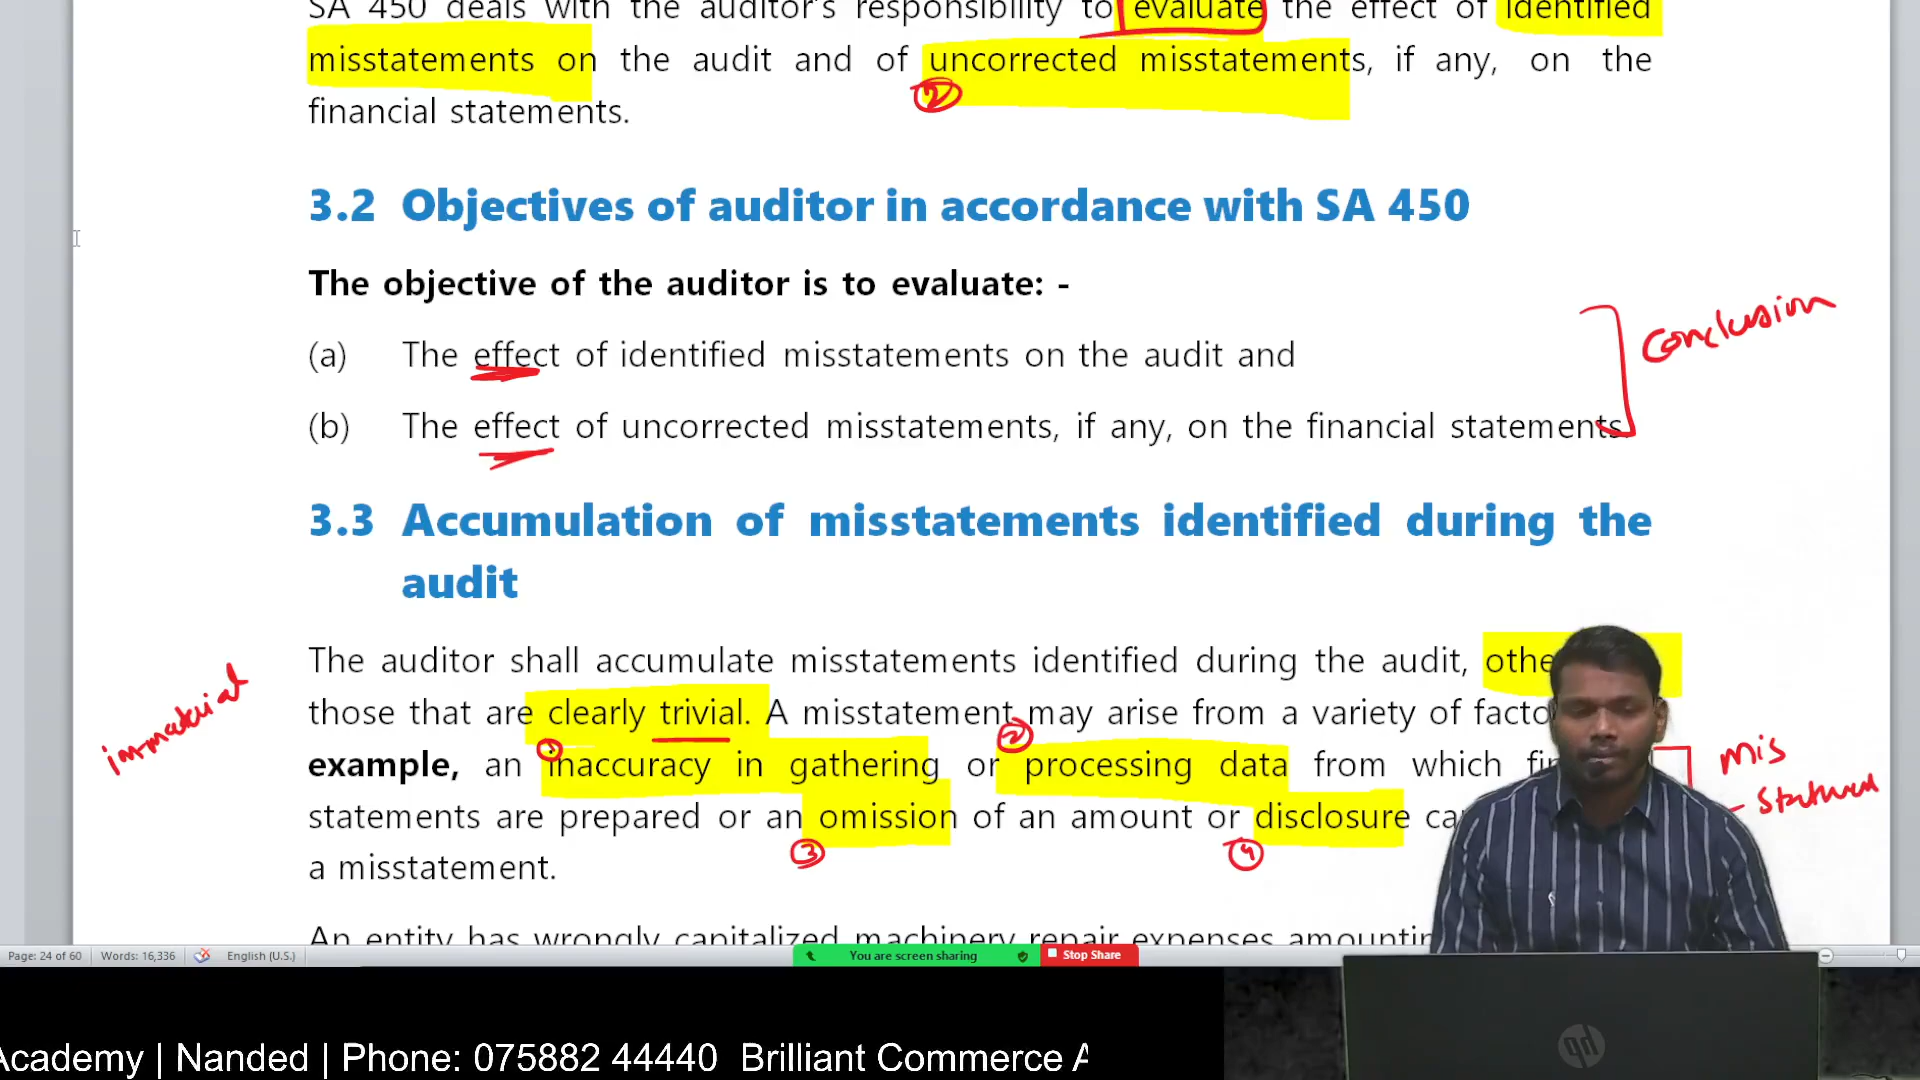 SA 450 deals with the auditor's responsibility to evaluate the effect of identified
misstatements on the audit and of uncorrected misstatements, if any, on the
2
financial statements.
3.2 Objectives of auditor in accordance with SA 450
The objective of the auditor is to evaluate: -
(a) The effect of identified misstatements on the audit and
(b) The effect of uncorrected misstatements, if any, on the financial statements
conclusion
3.3 Accumulation of misstatements identified during the
audit
The auditor shall accumulate misstatements identified during the audit, othe
those that are clearly trivial. A misstatement may arise from a variety of facto
immaterial
1 2
example, an inaccuracy in gathering or processing data from which fi
mis
statements are prepared or an omission of an amount or disclosure ca
3 4
a misstatement.
An entity has wrongly capitalized machinery repair expenses amountin
Page: 24 of 60 Words: 16,336 English (U.S.) You are screen sharing Stop Share
Academy | Nanded | Phone: 075882 44440 Brilliant Commerce A
hp